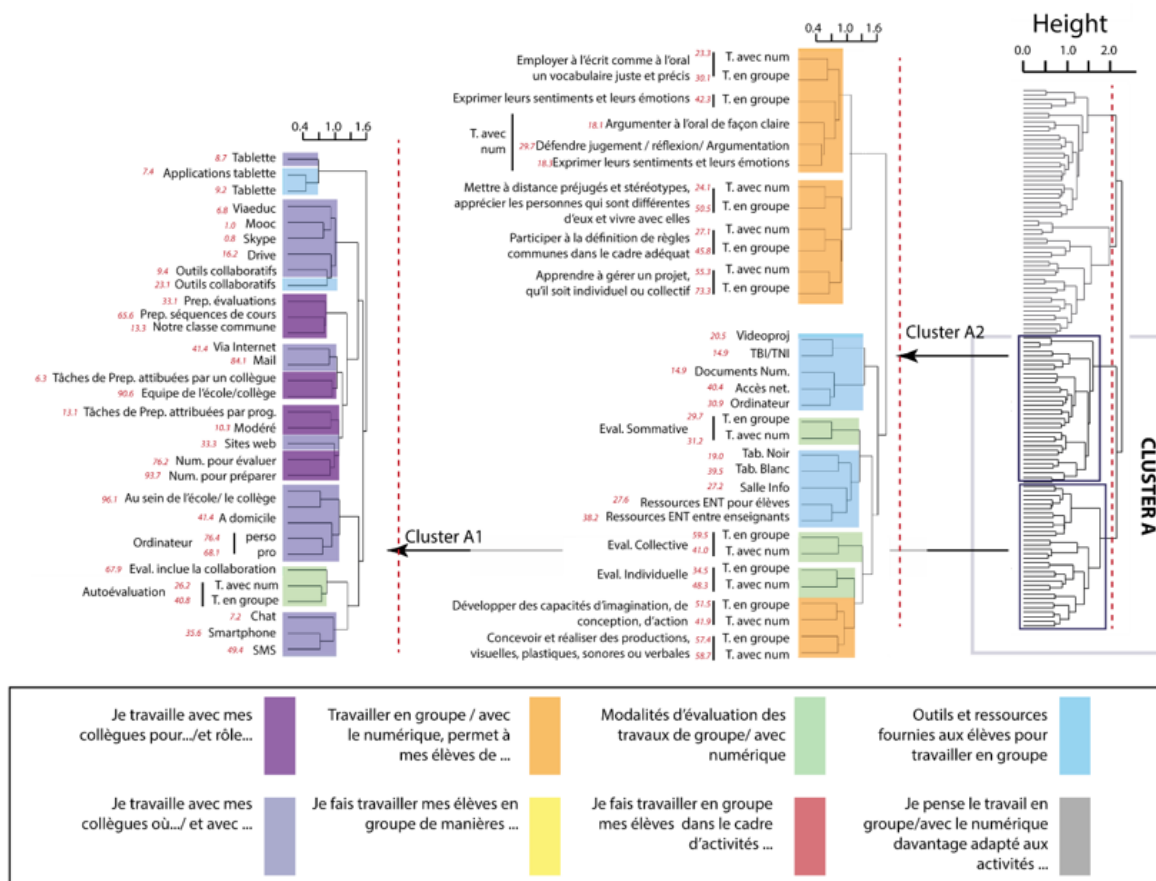 Height
0.0 1.0 2.0
0.4 1.0 1.6
Employer à l'écrit comme à l'oral
un vocabulaire juste et précis
23.3 T. avec num
30.1 T. en groupe
Exprimer leurs sentiments et leurs émotions 42.3 T. en groupe
T. avec
num
18.1 Argumenter à l'oral de façon claire
29.7 Défendre jugement / réflexion/ Argumentation
18.3 Exprimer leurs sentiments et leurs émotions
Mettre à distance préjugés et stéréotypes,
apprécier les personnes qui sont différentes
d'eux et vivre avec elles
24.1 T. avec num
50.5 T. en groupe
Participer à la définition de règles
communes dans le cadre adéquat
27.1 T. avec num
45.8 T. en groupe
Apprendre à gérer un projet,
qu'il soit individuel ou collectif
55.3 T. avec num
73.3 T. en groupe
20.5 Videoproj
14.9 TBI/TNI
14.9 Documents Num.
40.4 Accès net.
30.9 Ordinateur
Eval. Sommative
29.7 T. en groupe
31.2 T. avec num
19.0 Tab. Noir
39.5 Tab. Blanc
27.2 Salle Info
27.6 Ressources ENT pour élèves
38.2 Ressources ENT entre enseignants
Eval. Collective
59.5 T. en groupe
41.0 T. avec num
Eval. Individuelle
34.5 T. en groupe
48.3 T. avec num
Développer des capacités d'imagination, de
conception, d'action
51.5 T. en groupe
41.9 T. avec num
Concevoir et réaliser des productions,
visuelles, plastiques, sonores ou verbales
57.4 T. en groupe
58.7 T. avec num
Cluster A2
CLUSTER A
0.4 1.0 1.6
8.7 Tablette
7.4 Applications tablette
9.2 Tablette
6.8 Viaeduc
1.0 Mooc
0.8 Skype
16.2 Drive
9.4 Outils collaboratifs
23.1 Outils collaboratifs
33.1 Prep. évaluations
65.6 Prep. séquences de cours
13.3 Notre classe commune
41.4 Via Internet
84.1 Mail
6.3 Tâches de Prep. attibuées par un collègue
90.6 Equipe de l'école/collège
13.1 Tâches de Prep. attribuées par prog.
10.3 Modéré
33.3 Sites web
76.2 Num. pour évaluer
93.7 Num. pour préparer
96.1 Au sein de l'école/ le collège
41.4 A domicile
Ordinateur
76.4 perso
68.1 pro
67.9 Eval. inclue la collaboration
Autoévaluation
26.2 T. avec num
40.8 T. en groupe
7.2 Chat
35.6 Smartphone
49.4 SMS
Cluster A1
Je travaille avec mes
collègues pour.../et rôle...
Travailler en groupe / avec
le numérique, permet à
mes élèves de ...
Modalités d'évaluation des
travaux de groupe/ avec
numérique
Outils et ressources
fournies aux élèves pour
travailler en groupe
Je travaille avec mes
collègues où.../ et avec ...
Je fais travailler mes élèves en
groupe de manières ...
Je fais travailler en groupe
mes élèves dans le cadre
d'activités ...
Je pense le travail en
groupe/avec le numérique
davantage adapté aux
activités ...